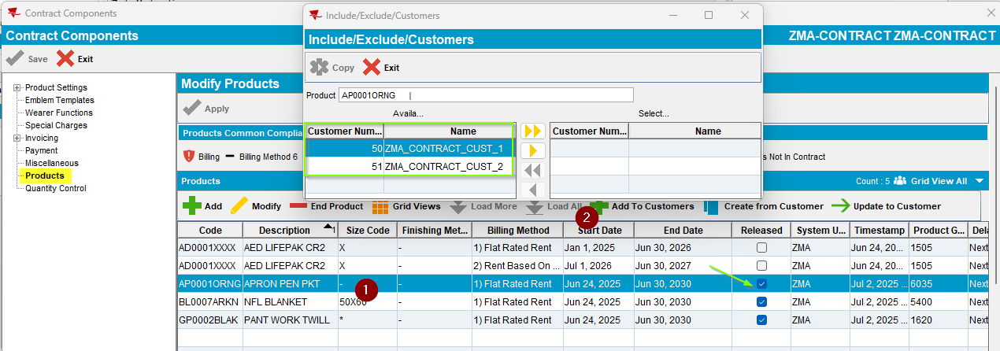 Contract Components
Contract Components
ZMA-CONTRACT ZMA-CONTRACT
Save Exit
Product Settings
Emblem Templates
Wearer Functions
Special Charges
Invoicing
Payment
Miscellaneous
Products
Quantity Control
Include/Exclude/Customers
Include/Exclude/Customers
Copy Exit
Product AP0001ORNG
Availa... Select...
Customer Num... Name Customer Num... Name
50 ZMA_CONTRACT_CUST_1
51 ZMA_CONTRACT_CUST_2
Modify Products
Apply
Products Common Complian
Billing Billing Method 6 s Not In Contract
Products Count : 5 Grid View All
Add Modify End Product Grid Views Load More Load All 2 Add To Customers Create from Customer Update to Customer
Code Description 1 Size Code Finishing Met... Billing Method Start Date End Date Released System U... Timestamp Product G... Dela
AD0001XXXX AED LIFEPAK CR2 X - 1) Flat Rated Rent Jan 1, 2025 Jun 30, 2026 ZMA Jun 24, 20... 1505 Next
AD0001XXXX AED LIFEPAK CR2 X - 2) Rent Based On ... Jul 1, 2026 Jun 30, 2027 ZMA Jun 24, 20... 1505 Next
AP0001ORNG APRON PEN PKT - - 1) Flat Rated Rent Jun 24, 2025 Jun 30, 2030 ZMA Jul 2, 2025 ... 6035 Next
1
BL0007ARKN NFL BLANKET 50X60 - 1) Flat Rated Rent Jun 24, 2025 Jun 30, 2030 ZMA Jul 2, 2025 ... 5400 Next
GP0002BLAK PANT WORK TWILL * - 1) Flat Rated Rent Jun 24, 2025 Jun 30, 2030 ZMA Jul 2, 2025 ... 1620 Next